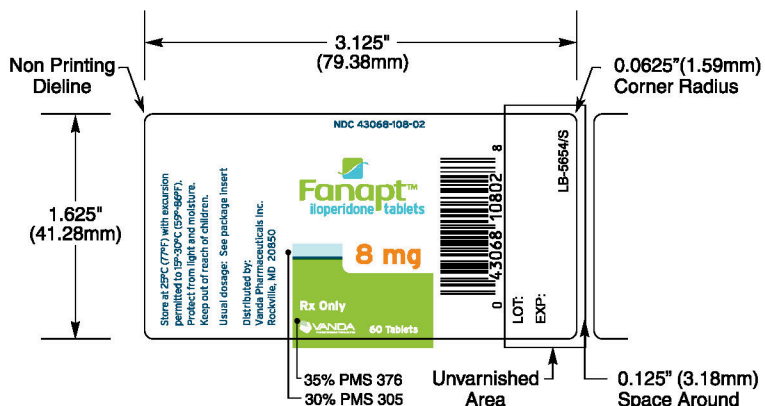 3.125"
(79.38mm)
Non Printing
Dieline
0.0625”(1.59mm)
Corner Radius
1.625"
(41.28mm)
Store at 25ºC (77ºF) with excursion
permitted to 15º-30ºC (59º-86ºF).
Protect from light and moisture.
Keep out of reach of children.
Usual dosage: See package insert
Distributed by:
Vanda Pharmaceuticals Inc.
Rockville, MD 20850
NDC 43068-108-02
Fanapt™
iloperidone tablets
8 mg
Rx Only
VANDA
60 Tablets
0 43068 10802 8
LOT:
EXP:
LB-5654/S
35% PMS 376
30% PMS 305
Unvarnished
Area
0.125" (3.18mm)
Space Around